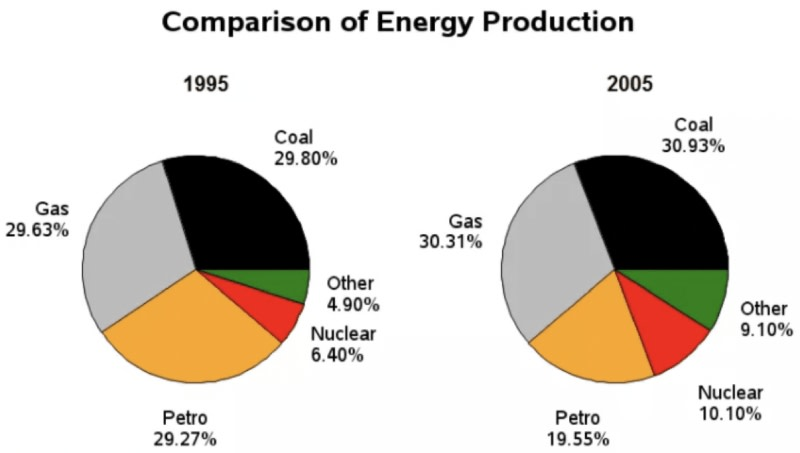 Comparison of Energy Production
1995
Coal
29.80%
Gas
29.63%
Other
4.90%
Nuclear
6.40%
Petro
29.27%
2005
Coal
30.93%
Gas
30.31%
Other
9.10%
Nuclear
10.10%
Petro
19.55%